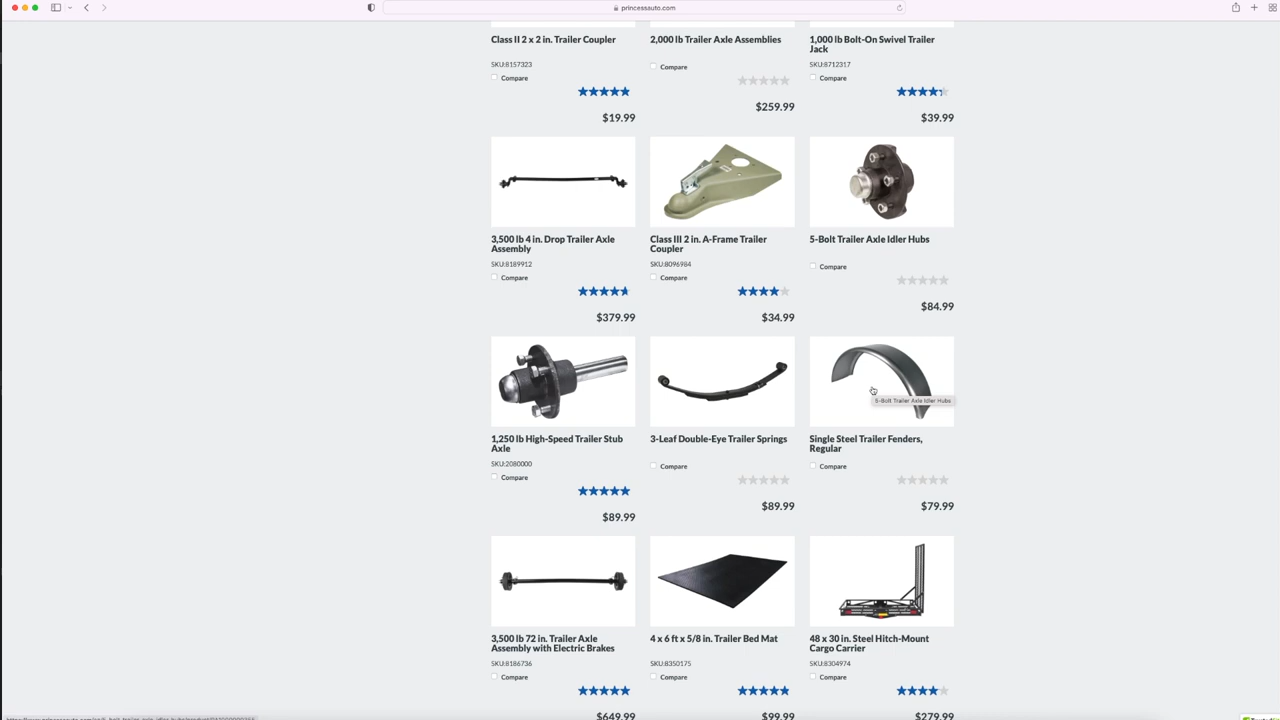 princessauto.com
Class II 2 x 2 in. Trailer Coupler
SKU:8157323
Compare
$19.99
2,000 lb Trailer Axle Assemblies
Compare
$259.99
1,000 lb Bolt-On Swivel Trailer
Jack
SKU:8712317
Compare
$39.99
3,500 lb 4 in. Drop Trailer Axle
Assembly
SKU:8189912
Compare
$379.99
Class III 2 in. A-Frame Trailer
Coupler
SKU:8096984
Compare
$34.99
5-Bolt Trailer Axle Idler Hubs
Compare
$84.99
1,250 lb High-Speed Trailer Stub
Axle
SKU:2080000
Compare
$89.99
3-Leaf Double-Eye Trailer Springs
Compare
$89.99
5-Bolt Trailer Axle Idler Hubs
Single Steel Trailer Fenders,
Regular
Compare
$79.99
3,500 lb 72 in. Trailer Axle
Assembly with Electric Brakes
SKU:8186736
Compare
$649.99
4 x 6 ft x 5/8 in. Trailer Bed Mat
SKU:8350175
Compare
$99.99
48 x 30 in. Steel Hitch-Mount
Cargo Carrier
SKU:8304974
Compare
$279.99